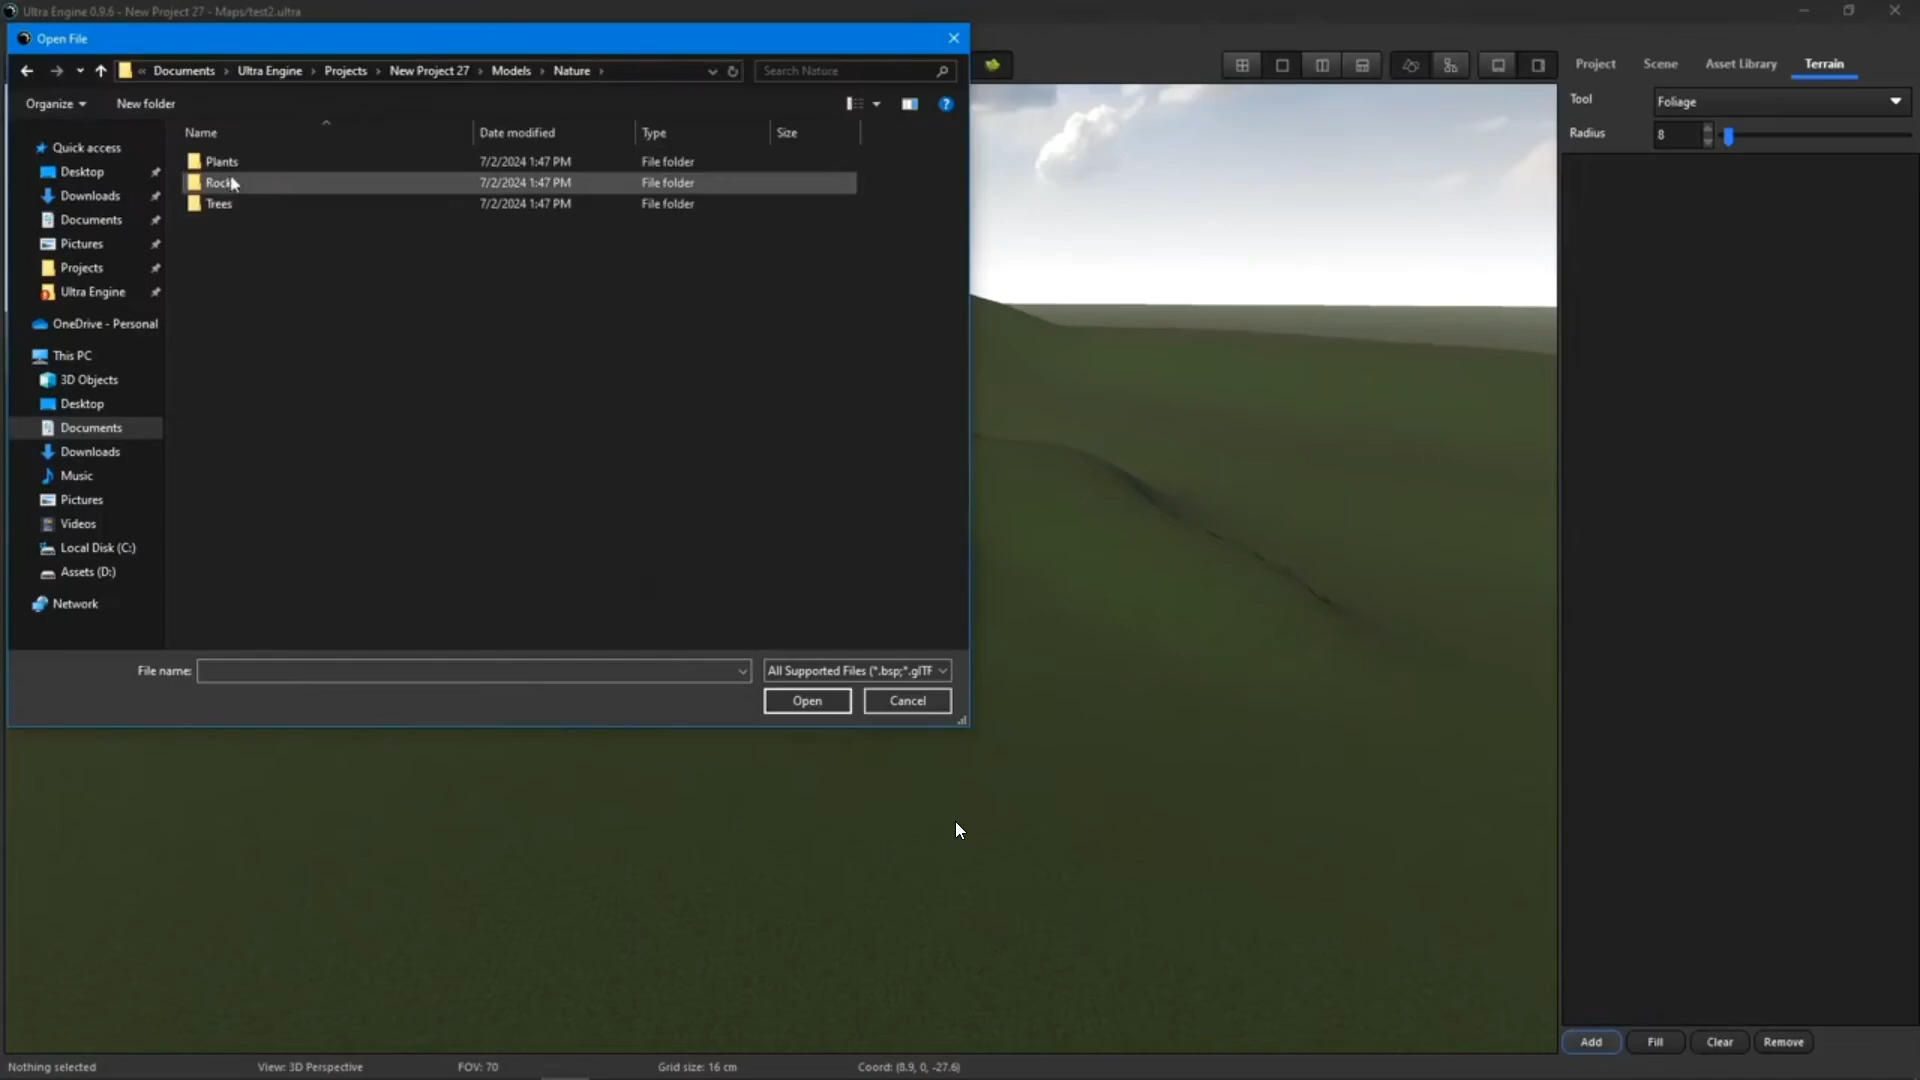 Ultra Engine 0.9.6 - New Project 27 - Maps/test2.ultra
Open File
« Documents › Ultra Engine › Projects › New Project 27 › Models › Nature ›
Search Nature
Organize
New folder
Name Date modified Type Size
Plants 7/2/2024 1:47 PM File folder
7/2/2024 1:47 PM File folder
Trees 7/2/2024 1:47 PM File folder
Quick access
Desktop
Downloads
Documents
Pictures
Projects
Ultra Engine
OneDrive - Personal
This PC
3D Objects
Desktop
Documents
Downloads
Music
Pictures
Videos
Local Disk (C:)
Assets (D:)
Network
File name:
All Supported Files (*.bsp;*.glTF
Open Cancel
Project Scene Asset Library Terrain
Tool Foliage
Radius 8
Add Fill Clear Remove
Nothing selected View: 3D Perspective FOV: 70 Grid size: 16 cm Coord: (8.9, 0, -27.6)